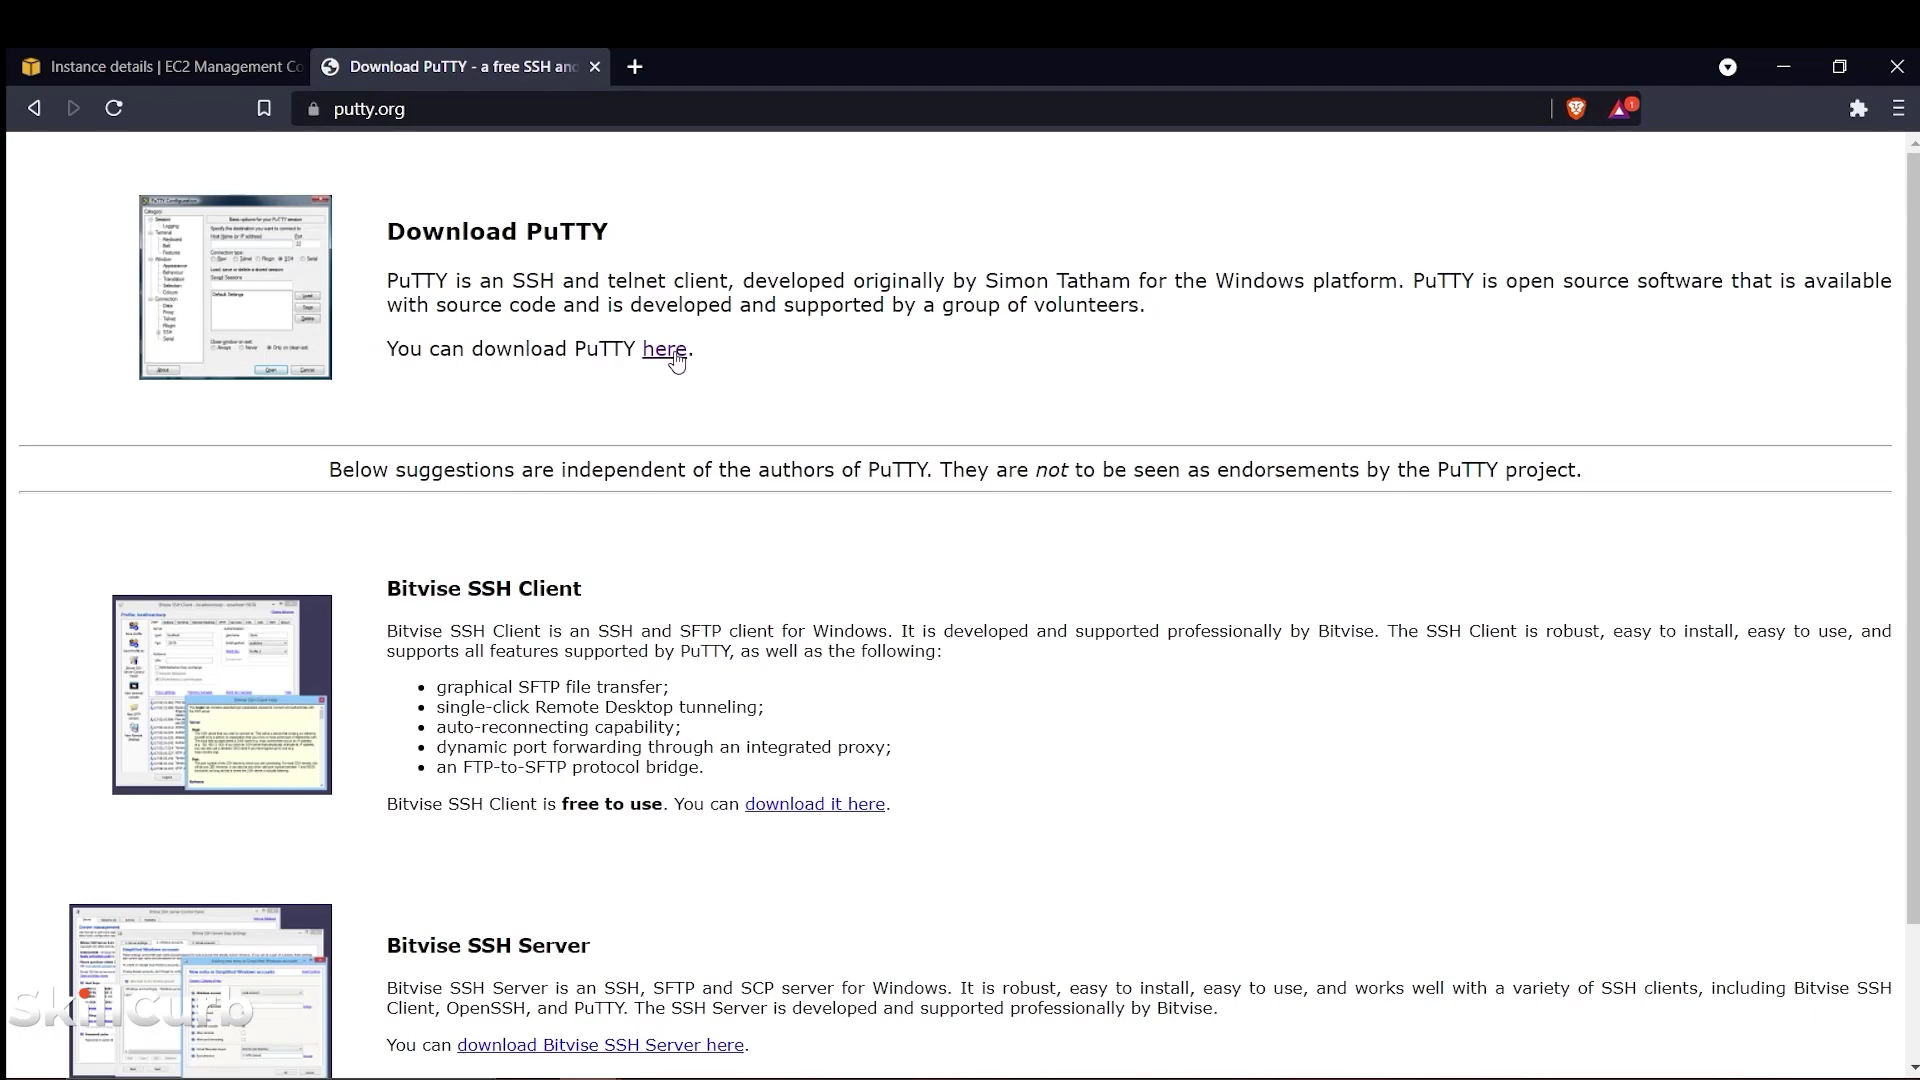 Instance details | EC2 Management Co
Download PuTTY - a free SSH and
putty.org
1
Download PuTTY
PuTTY is an SSH and telnet client, developed originally by Simon Tatham for the Windows platform. PuTTY is open source software that is available
with source code and is developed and supported by a group of volunteers.
You can download PuTTY here.
Below suggestions are independent of the authors of PuTTY. They are not to be seen as endorsements by the PuTTY project.
Bitvise SSH Client
Bitvise SSH Client is an SSH and SFTP client for Windows. It is developed and supported professionally by Bitvise. The SSH Client is robust, easy to install, easy to use, and
supports all features supported by PuTTY, as well as the following:
• graphical SFTP file transfer;
• single-click Remote Desktop tunneling;
• auto-reconnecting capability;
• dynamic port forwarding through an integrated proxy;
• an FTP-to-SFTP protocol bridge.
Bitvise SSH Client is free to use. You can download it here.
Bitvise SSH Server
Bitvise SSH Server is an SSH, SFTP and SCP server for Windows. It is robust, easy to install, easy to use, and works well with a variety of SSH clients, including Bitvise SSH
Client, OpenSSH, and PuTTY. The SSH Server is developed and supported professionally by Bitvise.
You can download Bitvise SSH Server here.
Skillcurb